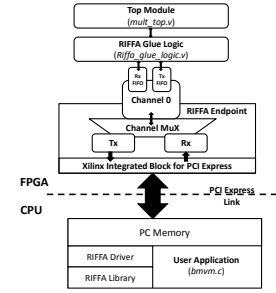 Top Module
(mult_top.v)
RIFFA Glue Logic
(Riffa_glue_logic.v)
Rx Tx
FIFO FIFO
Channel 0
RIFFA Endpoint
Channel MuX
Tx Rx
Xilinx Integrated Block for PCI Express
FPGA
PCI Express
Link
CPU
PC Memory
RIFFA Driver
RIFFA Library
User Application
(bmvm.c)